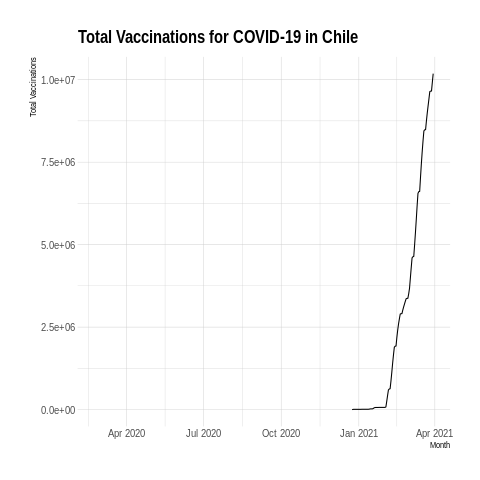 Total Vaccinations for COVID-19 in Chile
Total Vaccinations
1.0e+07
7.5e+06
5.0e+06
2.5e+06
0.0e+00
Apr 2020 Jul 2020 Oct 2020 Jan 2021 Apr 2021
Month